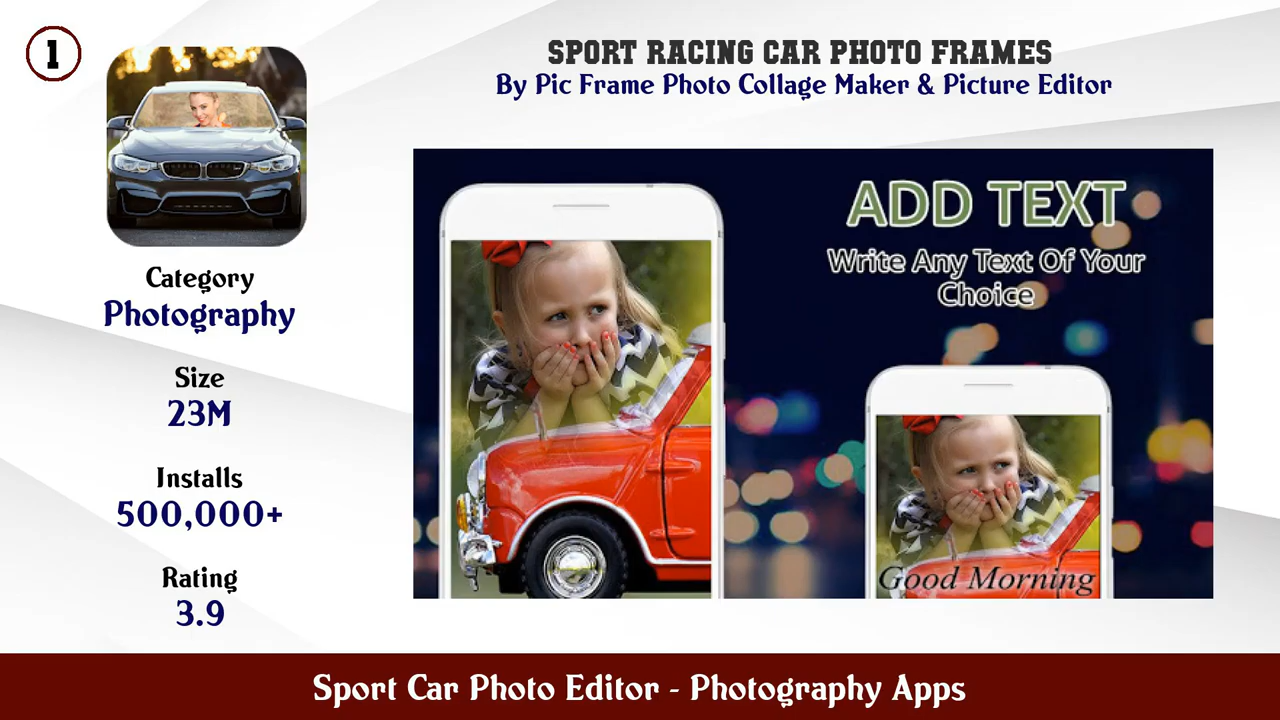 1
SPORT RACING CAR PHOTO FRAMES
By Pic Frame Photo Collage Maker & Picture Editor
Category
Photography
Size
23M
Installs
500,000+
Rating
3.9
ADD TEXT
Write Any Text Of Your
Choice
Good Morning
Sport Car Photo Editor - Photography Apps